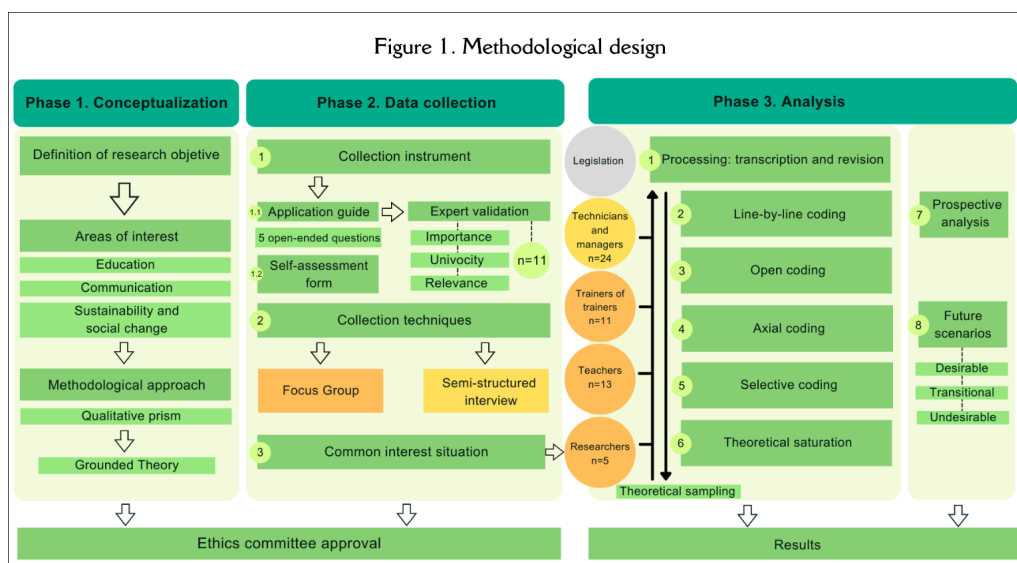 Figure 1. Methodological design
Phase 1. Conceptualization
Definition of research objetive
Areas of interest
Education
Communication
Sustainability and
social change
Methodological approach
Qualitative prism
Grounded Theory
Phase 2. Data collection
1
Collection instrument
1.1
Application guide
5 open-ended questions
1.2
Self-assessment
form
Expert validation
Importance
Univocity
Relevance
n=11
2
Collection techniques
Focus Group
Semi-structured
interview
3
Common interest situation
Ethics committee approval
Phase 3. Analysis
Legislation
Technicians
and
managers
n=24
Trainers of
trainers
n=11
Teachers
n=13
Researchers
n=5
1
Processing: transcription and revision
2
Line-by-line coding
3
Open coding
4
Axial coding
5
Selective coding
6
Theoretical saturation
Theoretical sampling
7
Prospective
analysis
8
Future
scenarios
Desirable
Transitional
Undesirable
Results